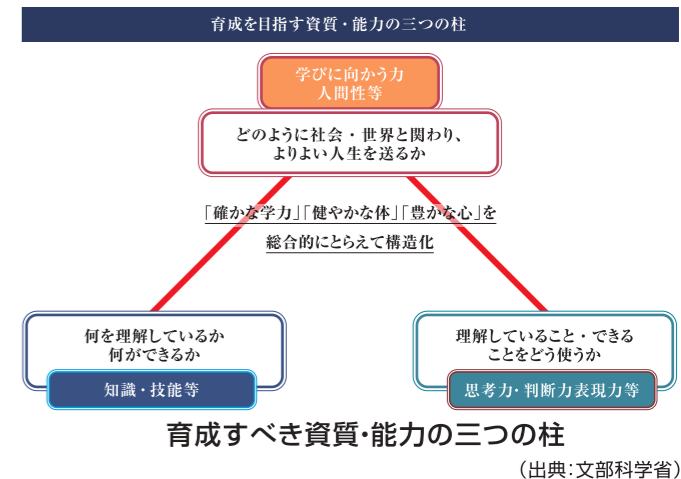 育成を目指す資質・能力の三つの柱
学びに向かう力
人間性等
どのように社会・世界と関わり、
よりよい人生を送るか
「確かな学力」「健やかな体」「豊かな心」を
総合的にとらえて構造化
何を理解しているか
何ができるか
知識・技能等
理解していること・できる
ことをどう使うか
思考力・判断力表現力等
育成すべき資質・能力の三つの柱
（出典：文部科学省）